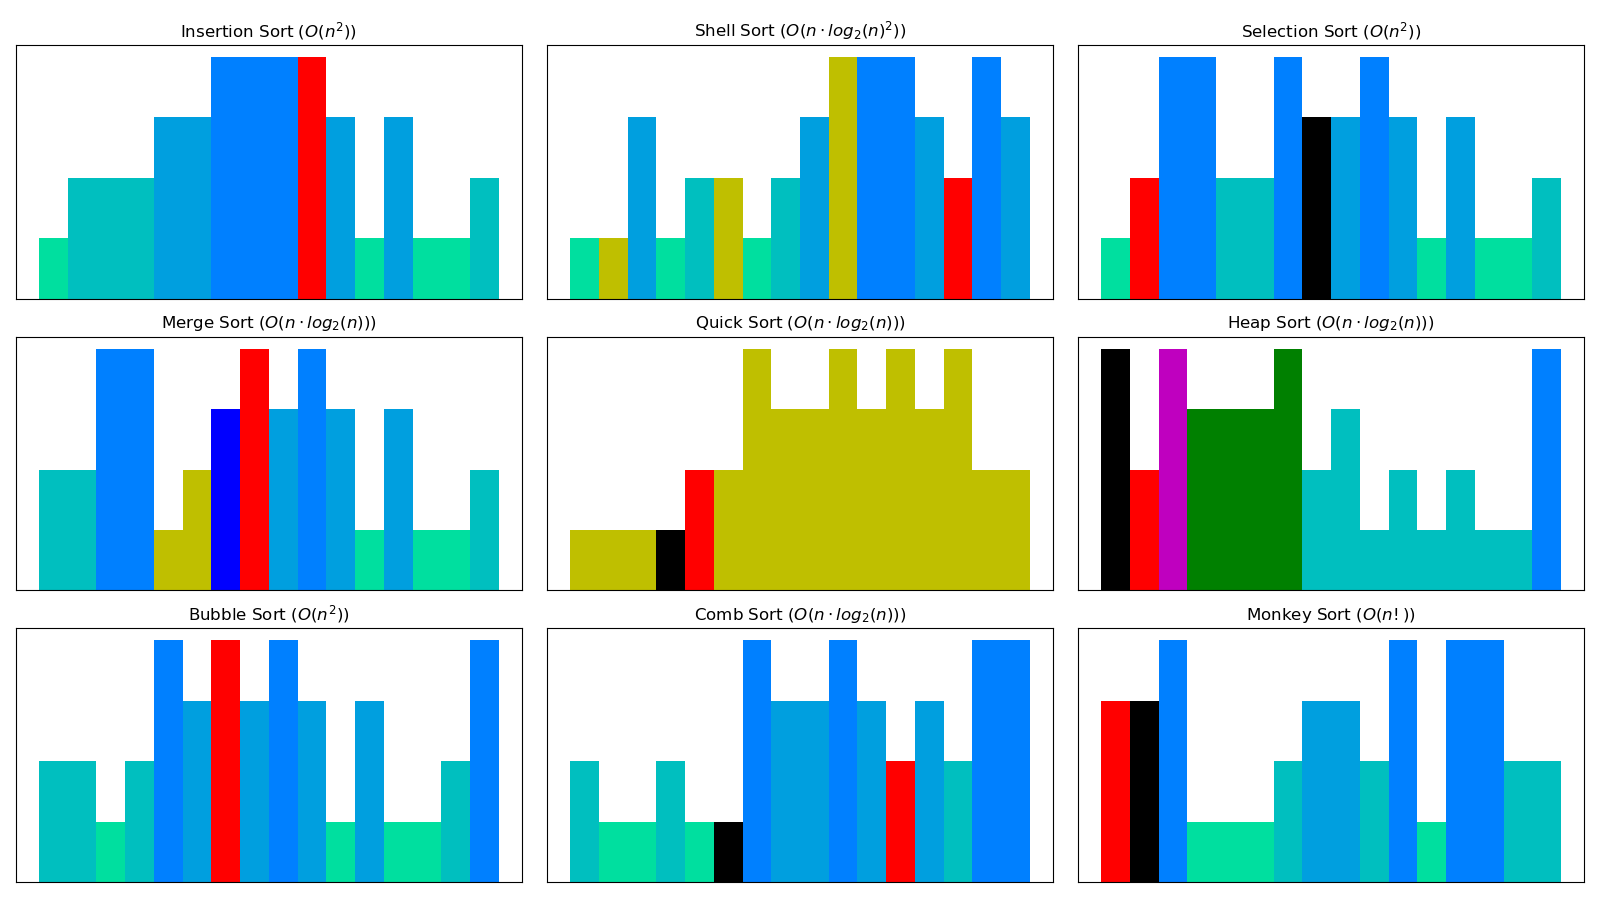 Insertion Sort (O(n²))
Shell Sort (O(n · log₂(n)²))
Selection Sort (O(n²))
Merge Sort (O(n · log₂(n)))
Quick Sort (O(n · log₂(n)))
Heap Sort (O(n · log₂(n)))
Bubble Sort (O(n²))
Comb Sort (O(n · log₂(n)))
Monkey Sort (O(n!))